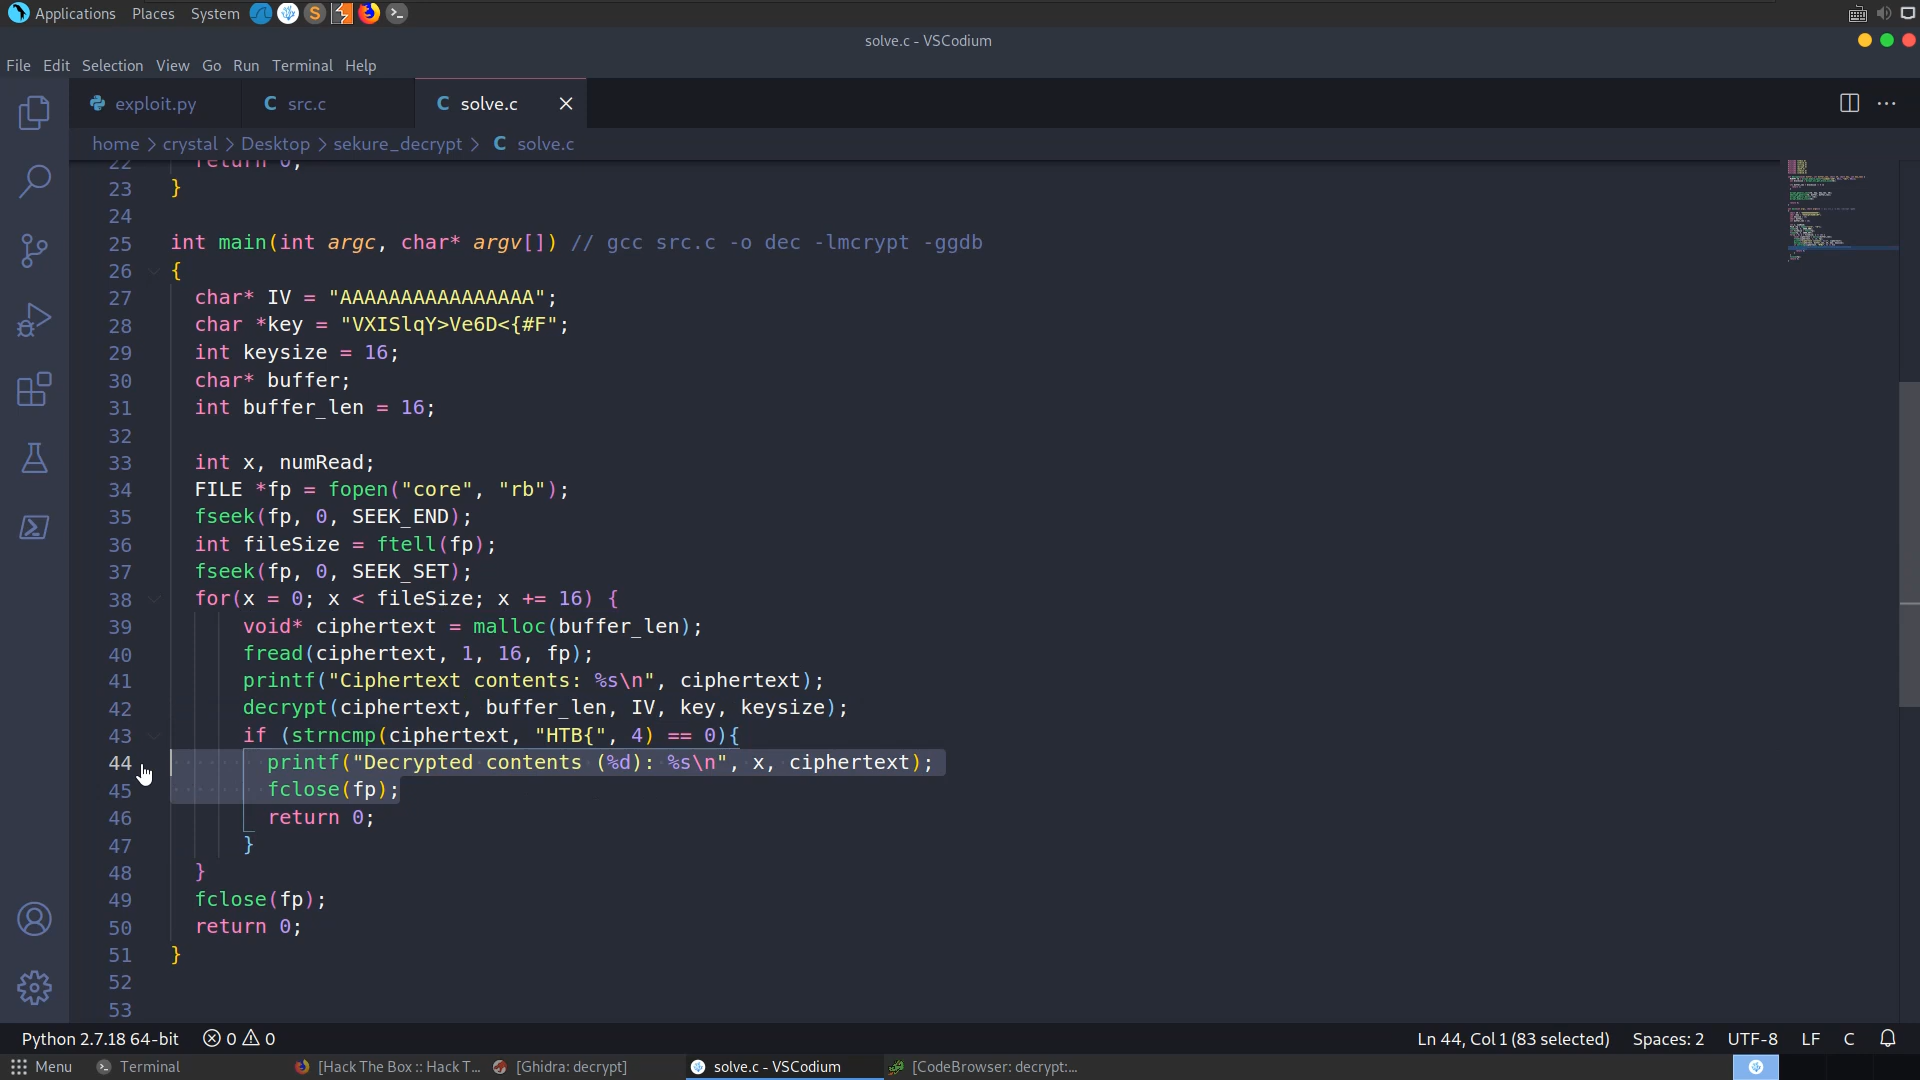 Applications Places System
solve.c - VSCodium
File Edit Selection View Go Run Terminal Help
exploit.py C src.c C solve.c
home > crystal > Desktop > sekure_decrypt > C solve.c
22 return 0;
23 }
24
25 int main(int argc, char* argv[]) // gcc src.c -o dec -lmcrypt -ggdb
26 {
27 char* IV = "AAAAAAAAAAAAAAAA";
28 char *key = "VXISlqY>Ve6D<{#F";
29 int keysize = 16;
30 char* buffer;
31 int buffer_len = 16;
32
33 int x, numRead;
34 FILE *fp = fopen("core", "rb");
35 fseek(fp, 0, SEEK_END);
36 int fileSize = ftell(fp);
37 fseek(fp, 0, SEEK_SET);
38 for(x = 0; x < fileSize; x += 16) {
39 void* ciphertext = malloc(buffer_len);
40 fread(ciphertext, 1, 16, fp);
41 printf("Ciphertext contents: %s\n", ciphertext);
42 decrypt(ciphertext, buffer_len, IV, key, keysize);
43 if (strncmp(ciphertext, "HTB{", 4) == 0){
44 printf("Decrypted contents (%d): %s\n", x, ciphertext);
45 fclose(fp);
46 return 0;
47 }
48 }
49 fclose(fp);
50 return 0;
51 }
52
53
Python 2.7.18 64-bit 0 0 Ln 44, Col 1 (83 selected) Spaces: 2 UTF-8 LF C
Menu Terminal [Hack The Box :: Hack T... [Ghidra: decrypt] solve.c - VSCodium [CodeBrowser: decrypt:...